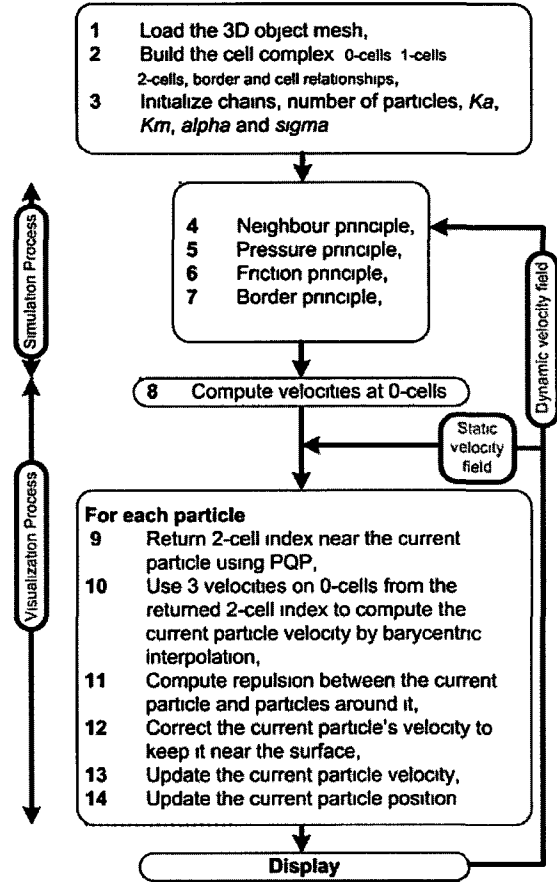 1 Load the 3D object mesh,
2 Build the cell complex 0-cells 1-cells
2-cells, border and cell relationships,
3 Initialize chains, number of particles, Ka,
Km, alpha and sigma
Simulation Process
4 Neighbour principle,
5 Pressure principle,
6 Friction principle,
7 Border principle,
Dynamic velocity field
8 Compute velocities at 0-cells
Static
velocity
field
Visualization Process
For each particle
9 Return 2-cell index near the current
particle using PQP,
10 Use 3 velocities on 0-cells from the
returned 2-cell index to compute the
current particle velocity by barycentric
interpolation,
11 Compute repulsion between the current
particle and particles around it,
12 Correct the current particle's velocity to
keep it near the surface,
13 Update the current particle velocity,
14 Update the current particle position
Display